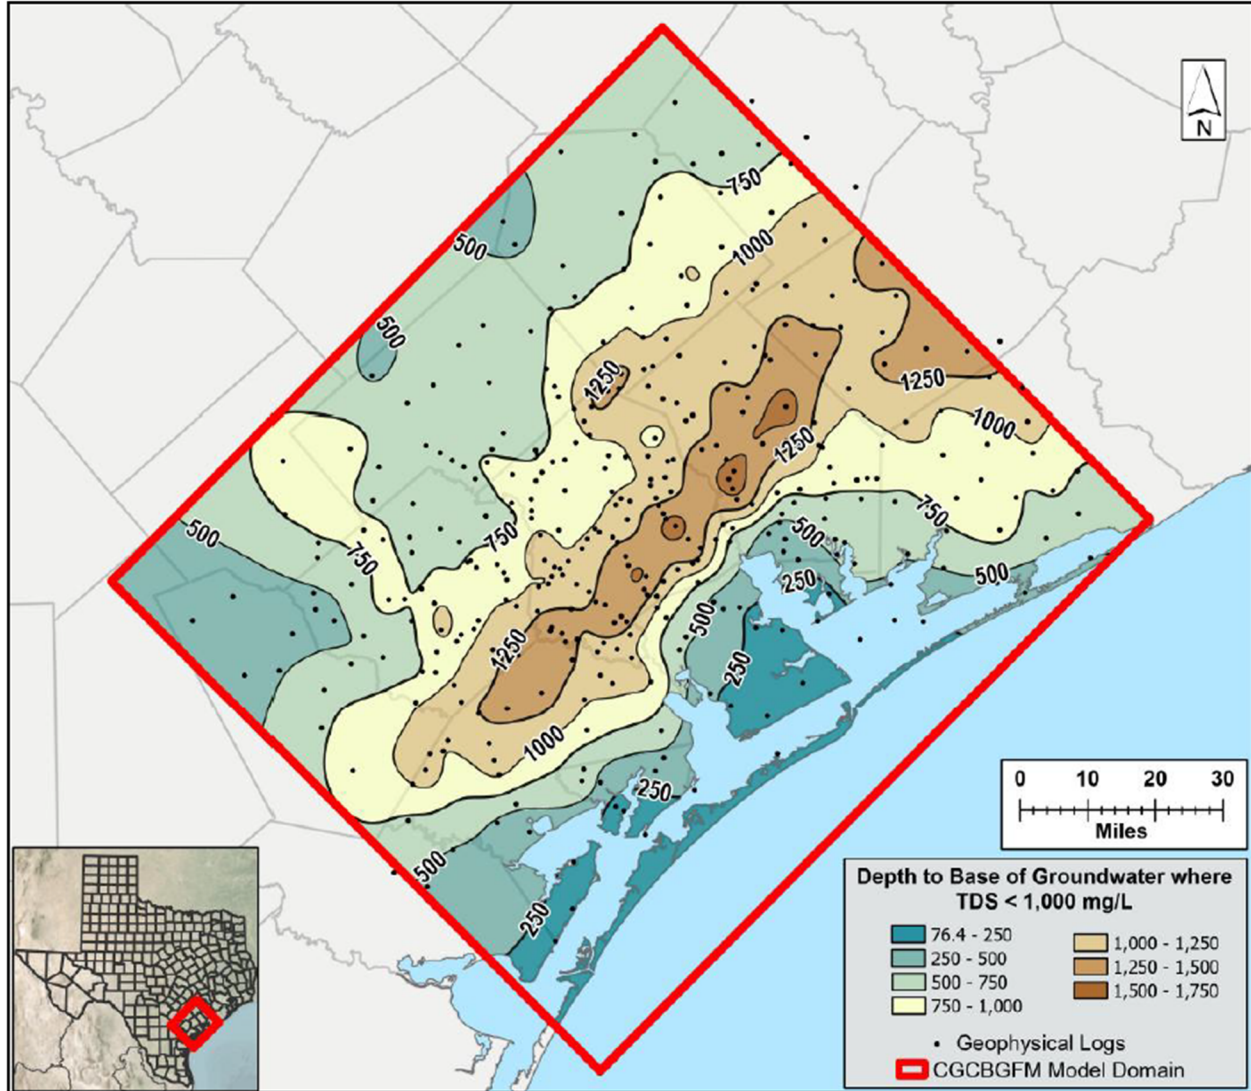 N
750
500
1000
500
1250
1250
1000
1250
500
750
750
750
500
500
250
500
1250
250
1000
250
500
250
0 10 20 30
Miles
Depth to Base of Groundwater where
TDS < 1,000 mg/L
76.4 - 250
250 - 500
500 - 750
750 - 1,000
1,000 - 1,250
1,250 - 1,500
1,500 - 1,750
Geophysical Logs
CGCBGFM Model Domain